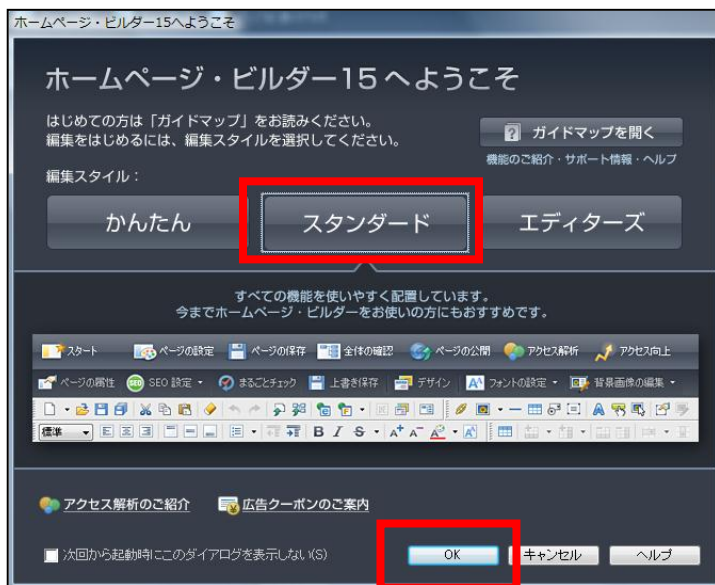 ホームページ・ビルダー15へようこそ
ホームページ・ビルダー15へようこそ
はじめての方は「ガイドマップ」をお読みください。
編集をはじめるには、編集スタイルを選択してください。
ガイドマップを開く
機能のご紹介・サポート情報・ヘルプ
編集スタイル：
かんたん スタンダード エディターズ
すべての機能を使いやすく配置しています。
今までホームページ・ビルダーをお使いの方にもおすすめです。
スタート ページの設定 ページの保存 全体の確認 ページの公開 アクセス解析 アクセス向上
ページの属性 SEO SEO 設定 まるごとチェック 上書き保存 デザイン フォントの設定 背景画像の編集
標準 B I S A+ A- A
アクセス解析のご紹介 広告クーポンのご案内
次回から起動時にこのダイアログを表示しない(S) OK キャンセル ヘルプ